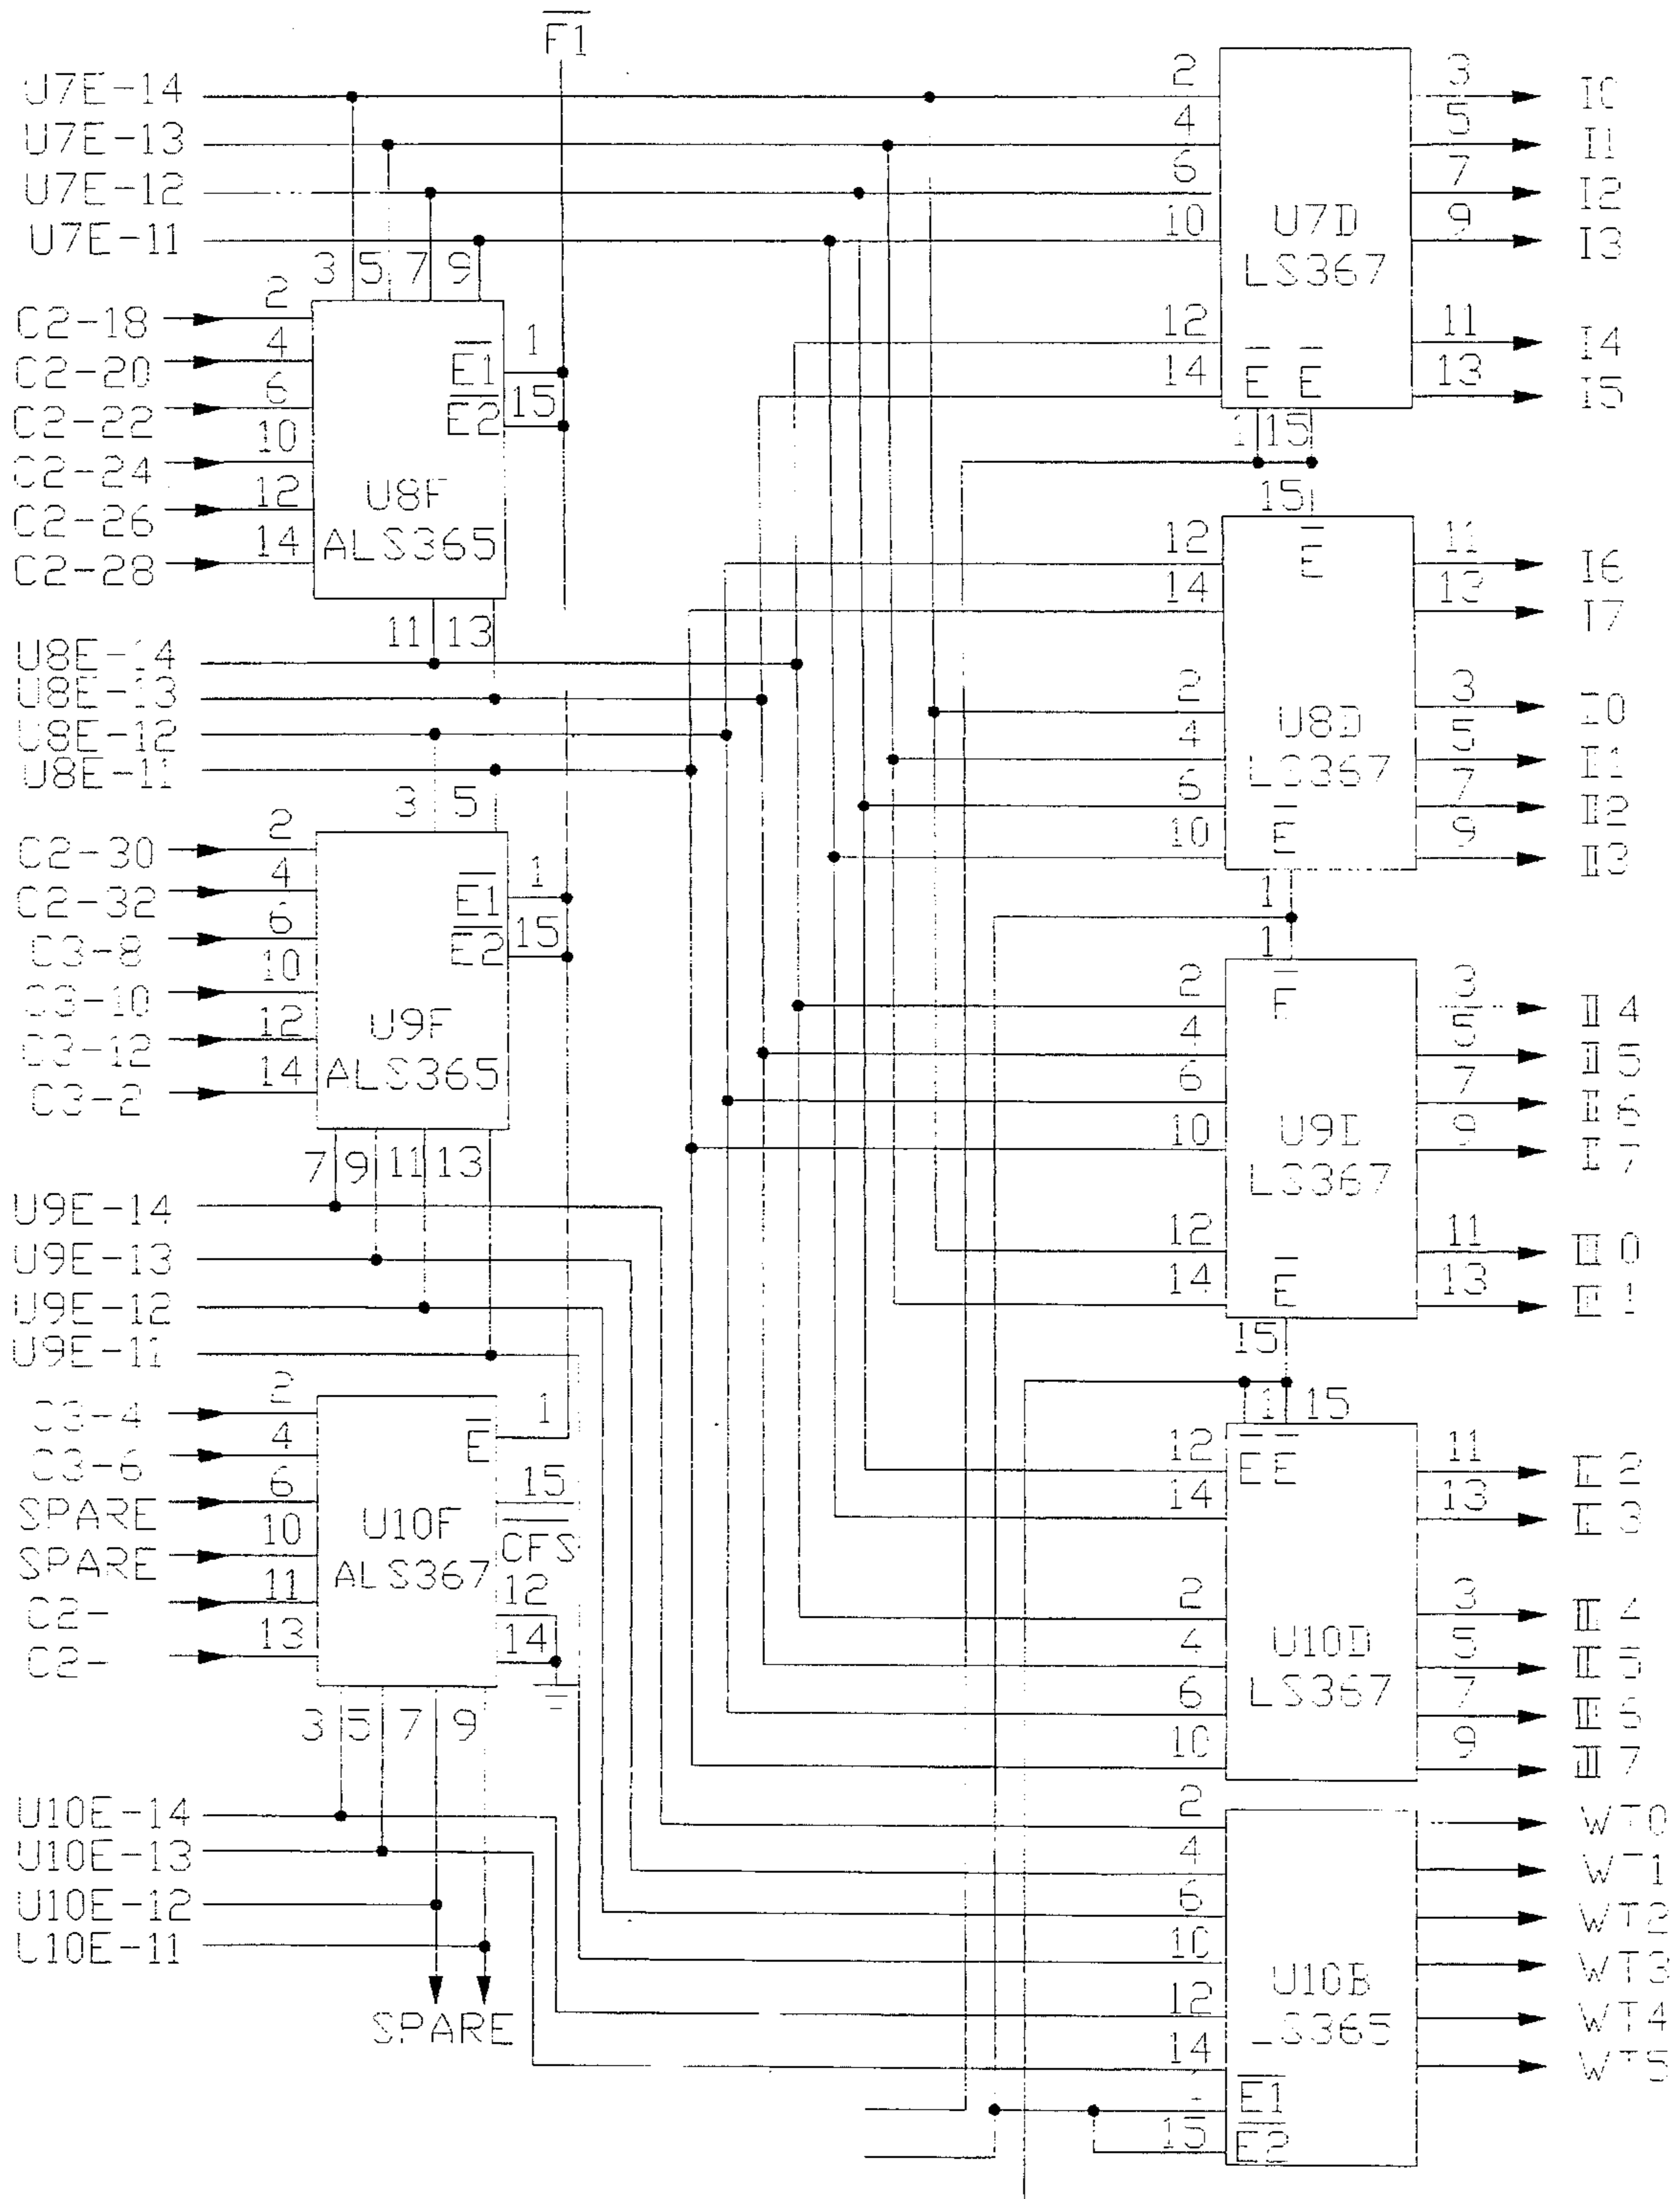 F1
U7E-14
U7E-13
U7E-12
U7E-11
3 5 7 9
C2-18 2
C2-20 4
C2-22 6
C2-24 10
C2-26 12
C2-28 14
E1 1
E2 15
U8F
ALS365
11 13
U8E-14
U8E-13
U8E-12
U8E-11
3 5
C2-30 2
C2-32 4
C3-8 6
C3-10 10
C3-12 12
C3-2 14
E1 1
E2 15
U9F
ALS365
7 9 11 13
U9E-14
U9E-13
U9E-12
U9E-11
C3-4 2
C3-6 4
SPARE 6
SPARE 10
C2- 11
C2- 13
E 1
15
CFS
12
14
U10F
ALS367
3 5 7 9
U10E-14
U10E-13
U10E-12
U10E-11
SPARE
2 3 I0
4 5 I1
6 7 I2
10 9 I3
U7D
LS367
12 11 I4
14 13 I5
E E
1 15
15
E
12 11 I6
14 13 I7
2 3
4 5
6 7 II2
10 9 II3
U8D
LS367
E
1
1
2 3 II4
4 5 II5
6 7 II6
10 9
U9D
LS367
12 11 III0
14 13 III1
E
15
1 15
E E
12 11
14 13
2 3 III4
4 5
6 7
10 9 III7
U10D
LS367
2 WT0
4 WT1
6 WT2
10 WT3
12 WT4
14 WT5
U10B
LS365
E1
15 E2